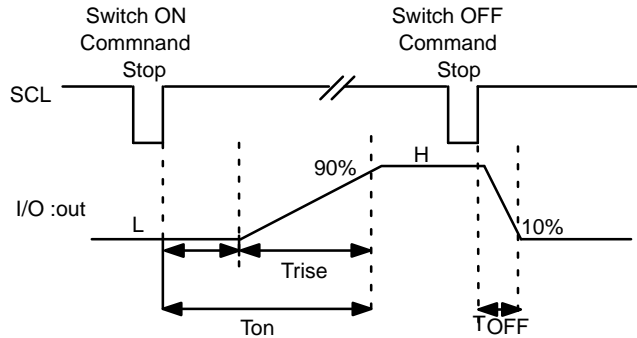 Switch ON
Commnand
Stop
Switch OFF
Command
Stop
SCL
90%
H
I/O :out
L
10%
Trise
Ton
TOFF